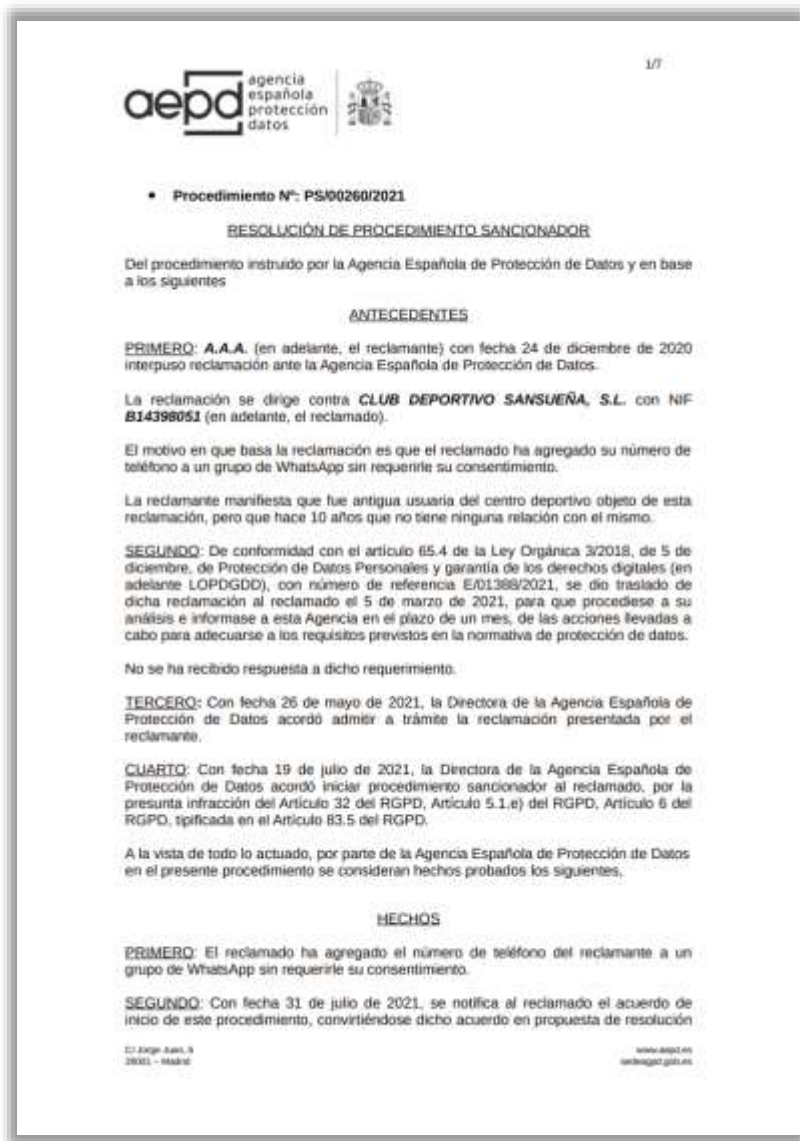 1/7
aepd
agencia
española
protección
datos
• Procedimiento Nº: PS/00260/2021
RESOLUCIÓN DE PROCEDIMIENTO SANCIONADOR
Del procedimiento instruido por la Agencia Española de Protección de Datos y en base
a los siguientes
ANTECEDENTES
PRIMERO: A.A.A. (en adelante, el reclamante) con fecha 24 de diciembre de 2020
interpuso reclamación ante la Agencia Española de Protección de Datos.
La reclamación se dirige contra CLUB DEPORTIVO SANSUEÑA, S.L. con NIF
B14398051 (en adelante, el reclamado).
El motivo en que basa la reclamación es que el reclamado ha agregado su número de
teléfono a un grupo de WhatsApp sin requerirle su consentimiento.
La reclamante manifiesta que fue antigua usuaria del centro deportivo objeto de esta
reclamación, pero que hace 10 años que no tiene ninguna relación con el mismo.
SEGUNDO: De conformidad con el artículo 65.4 de la Ley Orgánica 3/2018, de 5 de
diciembre, de Protección de Datos Personales y garantía de los derechos digitales (en
adelante LOPDGDD), con número de referencia E/01388/2021, se dio traslado de
dicha reclamación al reclamado el 5 de marzo de 2021, para que procediese a su
análisis e informase a esta Agencia en el plazo de un mes, de las acciones llevadas a
cabo para adecuarse a los requisitos previstos en la normativa de protección de datos.
No se ha recibido respuesta a dicho requerimiento.
TERCERO: Con fecha 26 de mayo de 2021, la Directora de la Agencia Española de
Protección de Datos acordó admitir a trámite la reclamación presentada por el
reclamante.
CUARTO: Con fecha 19 de julio de 2021, la Directora de la Agencia Española de
Protección de Datos acordó iniciar procedimiento sancionador al reclamado, por la
presunta infracción del Artículo 32 del RGPD, Artículo 5.1.e) del RGPD, Artículo 6 del
RGPD, tipificada en el Artículo 83.5 del RGPD.
A la vista de todo lo actuado, por parte de la Agencia Española de Protección de Datos
en el presente procedimiento se consideran hechos probados los siguientes,
HECHOS
PRIMERO: El reclamado ha agregado el número de teléfono del reclamante a un
grupo de WhatsApp sin requerirle su consentimiento.
SEGUNDO: Con fecha 31 de julio de 2021, se notifica al reclamado el acuerdo de
inicio de este procedimiento, convirtiéndose dicho acuerdo en propuesta de resolución
C/ Jorge Juan, 6
28001 – Madrid
www.aepd.es
sedeagpd.gob.es